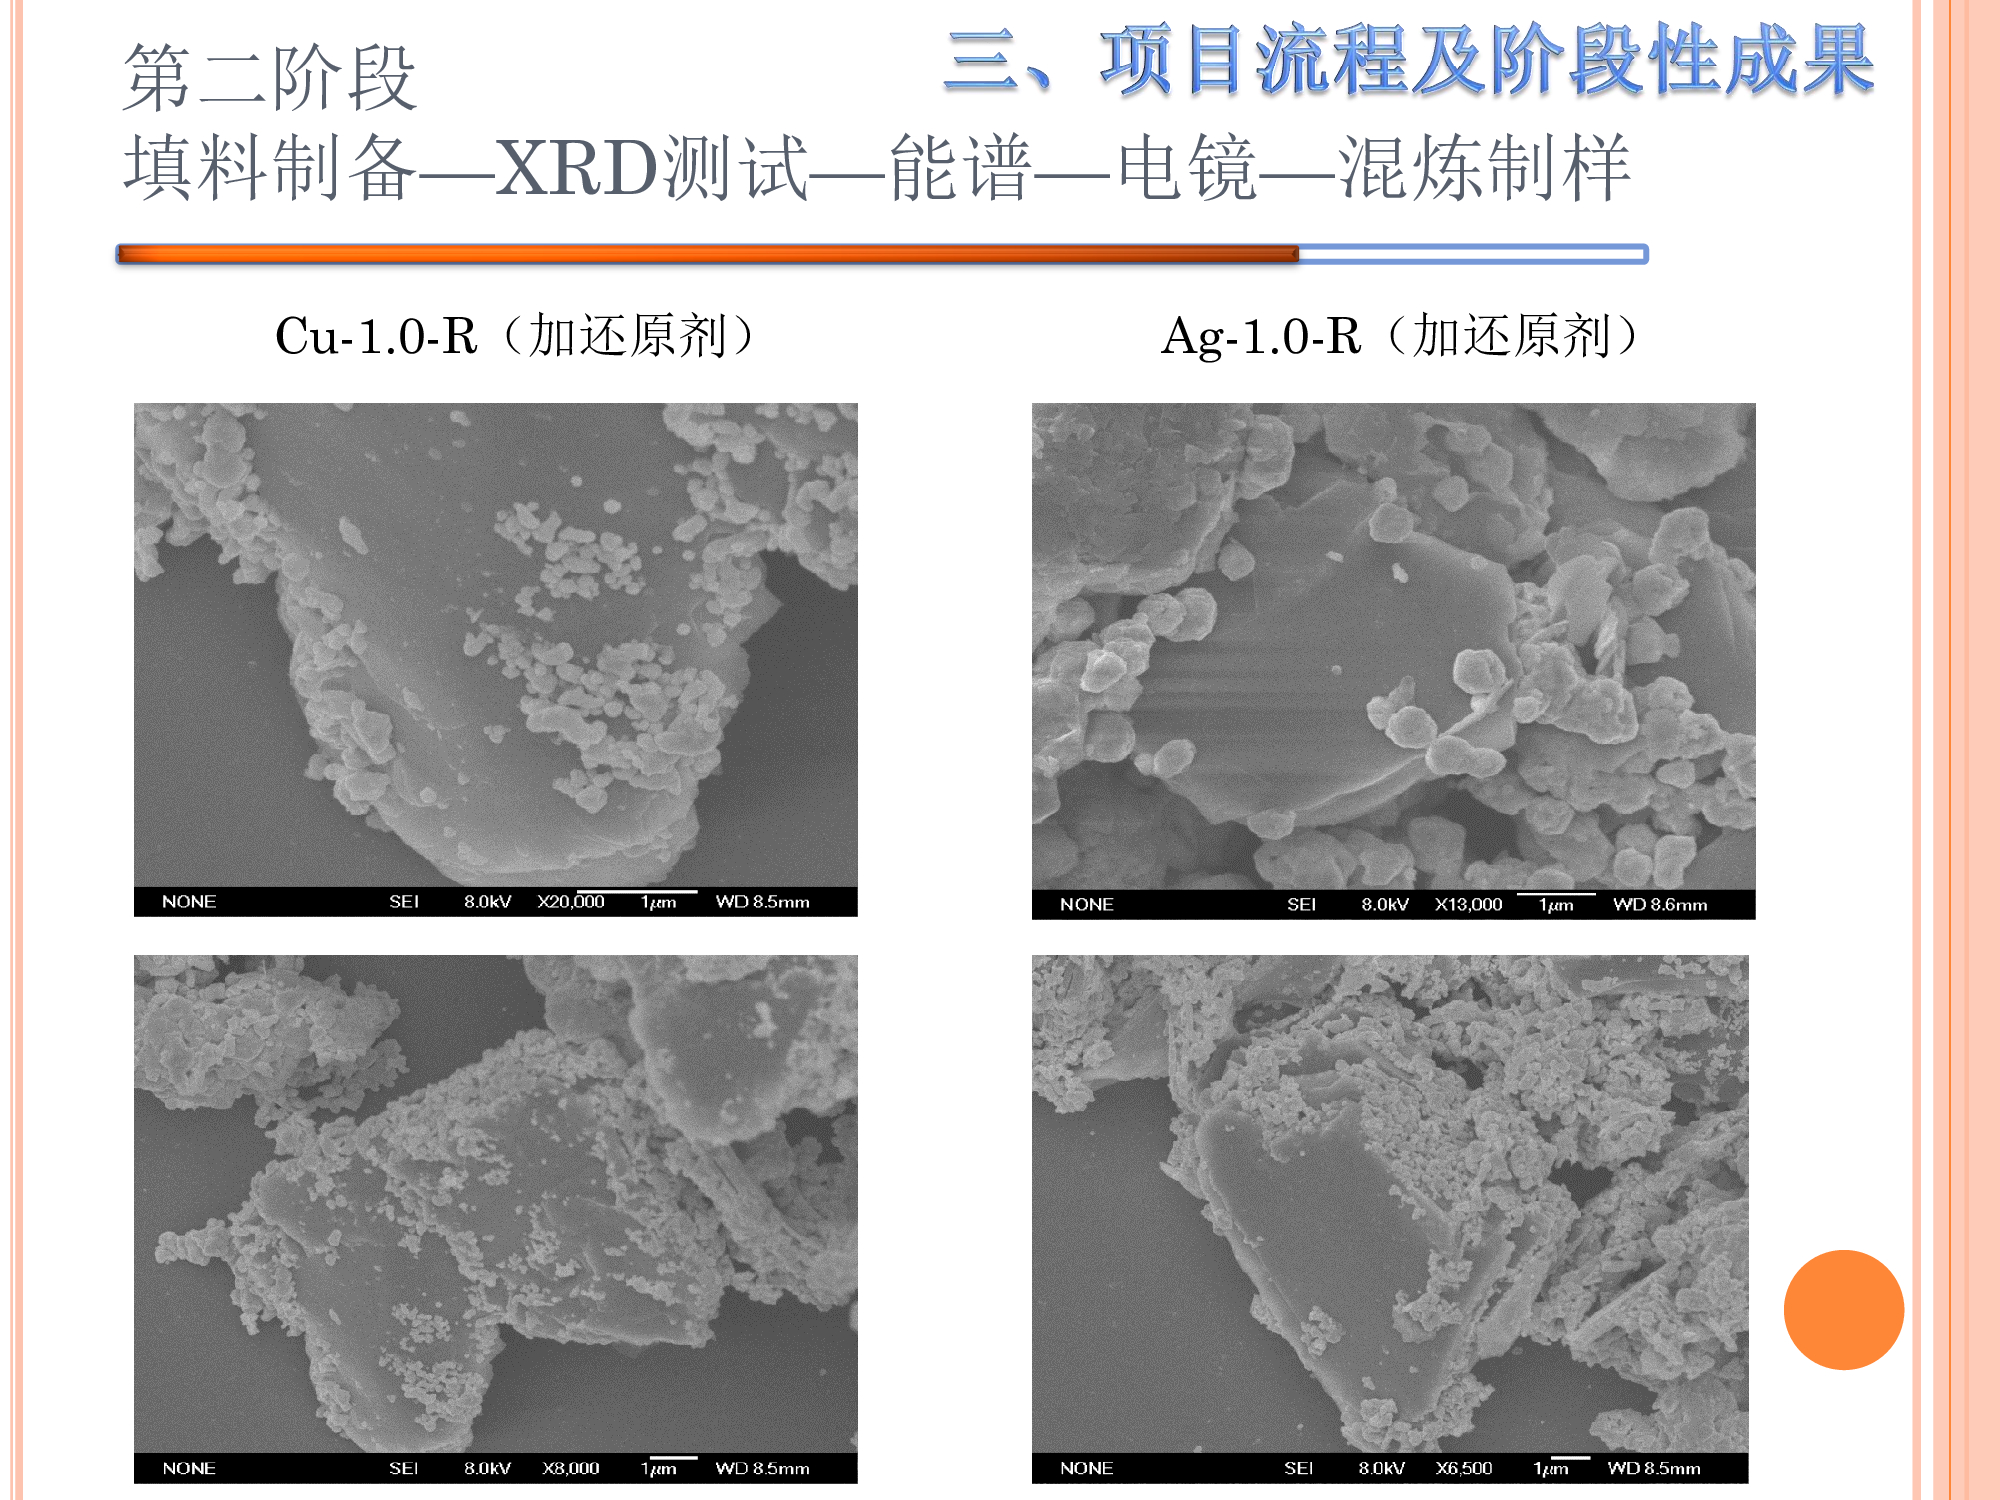 三、项目流程及阶段性成果
第二阶段
填料制备—XRD测试—能谱—电镜—混炼制样
Cu-1.0-R（加还原剂）
Ag-1.0-R（加还原剂）
NONE SEI 8.0kV X20,000 1μm WD 8.5mm
NONE SEI 8.0kV X13,000 1μm WD 8.6mm
NONE SEI 8.0kV X8,000 1μm WD 8.5mm
NONE SEI 8.0kV X6,500 1μm WD 8.5mm